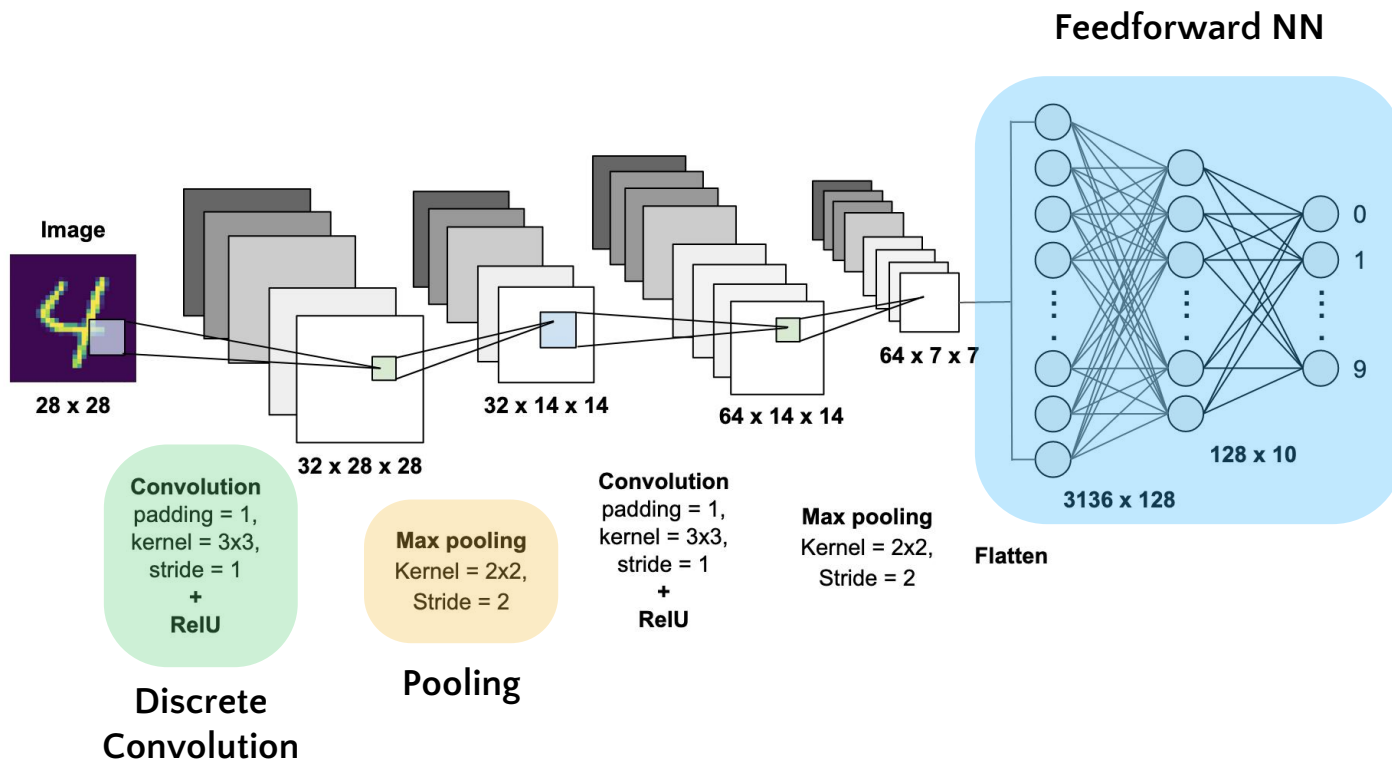 Feedforward NN
Image
28 x 28
32 x 28 x 28
32 x 14 x 14
64 x 14 x 14
64 x 7 x 7
0
1
9
128 x 10
3136 x 128
Convolution
padding = 1,
kernel = 3x3,
stride = 1
+
RelU
Max pooling
Kernel = 2x2,
Stride = 2
Convolution
padding = 1,
kernel = 3x3,
stride = 1
+
RelU
Max pooling
Kernel = 2x2,
Stride = 2
Flatten
Discrete
Convolution
Pooling